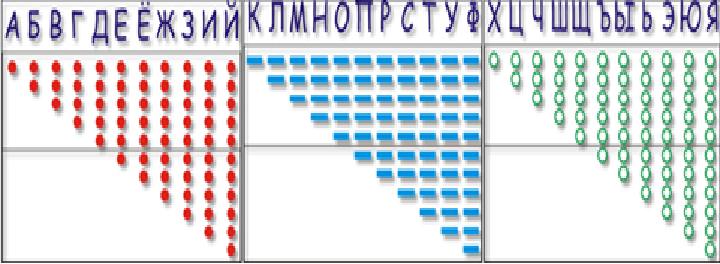 А Б В Г Д Е Ё Ж З И Й К Л М Н О П Р С Т У Ф Х Ц Ч Ш Щ Ъ Ы Ь Э Ю Я